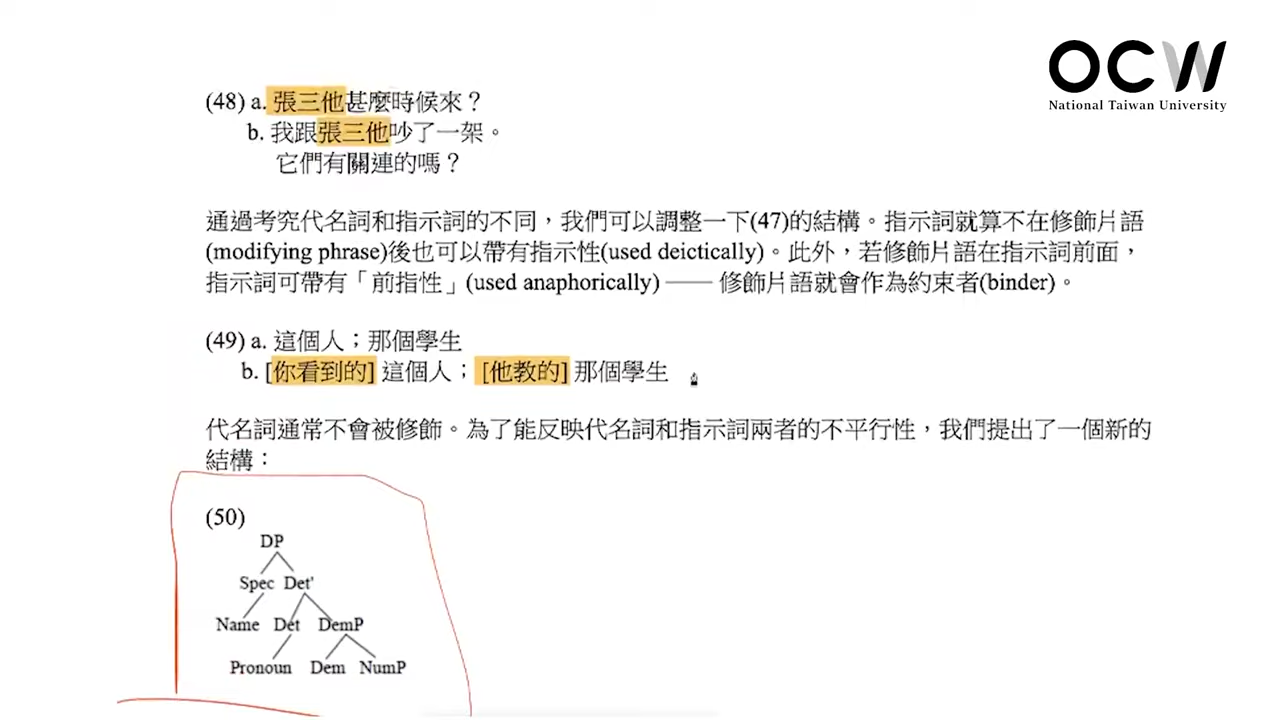 OCW
National Taiwan University
(48) a. 張三他甚麼時候來？
b. 我跟張三他吵了一架。
它們有關連的嗎？
通過考究代名詞和指示詞的不同，我們可以調整一下(47)的結構。指示詞就算不在修飾片語
(modifying phrase)後也可以帶有指示性(used deictically)。此外，若修飾片語在指示詞前面，
指示詞可帶有「前指性」(used anaphorically) —— 修飾片語就會作為約束者(binder)。
(49) a. 這個人；那個學生
b. [你看到的] 這個人； [他教的] 那個學生
代名詞通常不會被修飾。為了能反映代名詞和指示詞兩者的不平行性，我們提出了一個新的
結構：
(50)
DP
Spec Det'
Name Det DemP
Pronoun Dem NumP